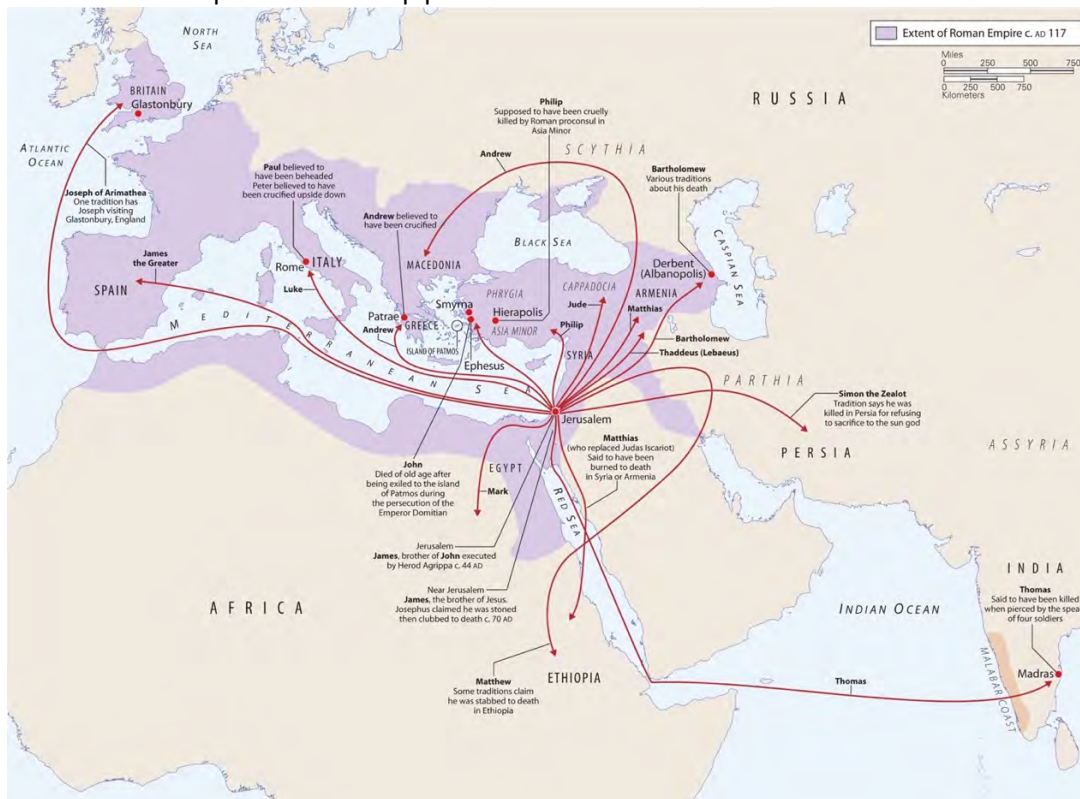 NORTH
SEA
Extent of Roman Empire c. AD 117
Miles
0 250 500 750
0 250 500 750
Kilometers
BRITAIN
Glastonbury
ATLANTIC
OCEAN
Joseph of Arimathea
One tradition has
Joseph visiting
Glastonbury, England
Paul believed to
have been beheaded
Peter believed to have
been crucified upside down
Philip
Supposed to have been cruelly
killed by Roman proconsul in
Asia Minor
RUSSIA
SCYTHIA
Andrew
Andrew believed to
have been crucified
Bartholomew
Various traditions
about his death
BLACK SEA
CASPIAN SEA
James
the Greater
SPAIN
Rome
ITALY
Luke
MACEDONIA
Derbent
(Albanopolis)
PHRYGIA
CAPPADOCIA
ARMENIA
Smyrna
Hierapolis
Jude
Matthias
Patrae
GREECE
Andrew
ASIA MINOR
Philip
ISLAND OF PATMOS
Ephesus
SYRIA
Bartholomew
Thaddeus (Lebaeus)
MEDITERRANEAN SEA
PARTHIA
Jerusalem
Simon the Zealot
Tradition says he was
killed in Persia for refusing
to sacrifice to the sun god
PERSIA
ASSYRIA
Matthias
(who replaced Judas Iscariot)
Said to have been
burned to death
in Syria or Armenia
John
Died of old age after
being exiled to the island
of Patmos during
the persecution of the
Emperor Domitian
EGYPT
Mark
RED SEA
Jerusalem
James, brother of John executed
by Herod Agrippa c. 44 AD
Near Jerusalem
James, the brother of Jesus.
Josephus claimed he was stoned
then clubbed to death c. 70 AD
AFRICA
INDIA
Thomas
Said to have been killed
when pierced by the spea
of four soldiers
INDIAN OCEAN
Matthew
Some traditions claim
he was stabbed to death
in Ethiopia
ETHIOPIA
Thomas
MALABAR COAST
Madras